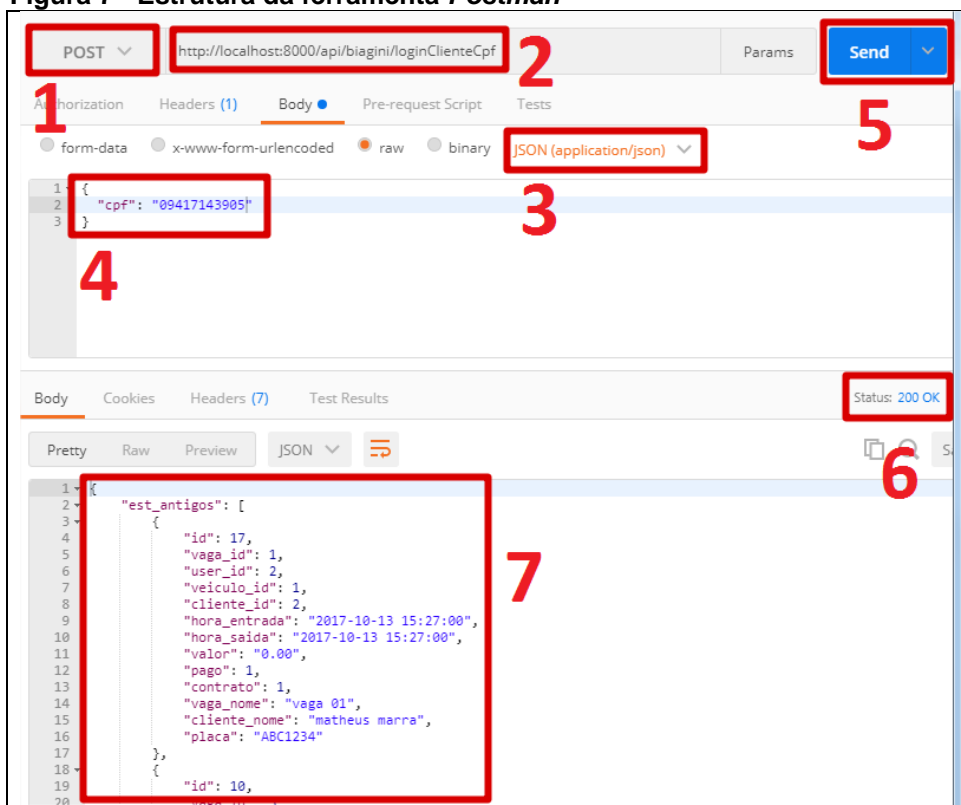 Figura 7 - Estrutura da ferramenta Postman
POST
http://localhost:8000/api/biagini/loginClienteCpf
2
Params
Send
1
5
Authorization Headers (1) Body Pre-request Script Tests
form-data x-www-form-urlencoded raw binary JSON (application/json)
3
1 {
2 "cpf": "09417143905"
3 }
4
Body Cookies Headers (7) Test Results
Status: 200 OK
6
Pretty Raw Preview JSON
1 {
2 "est_antigos": [
3 {
4 "id": 17,
5 "vaga_id": 1,
6 "user_id": 2,
7 "veiculo_id": 1,
8 "cliente_id": 2,
9 "hora_entrada": "2017-10-13 15:27:00",
10 "hora_saida": "2017-10-13 15:27:00",
11 "valor": "0.00",
12 "pago": 1,
13 "contrato": 1,
14 "vaga_nome": "vaga 01",
15 "cliente_nome": "matheus marra",
16 "placa": "ABC1234"
17 },
18 {
19 "id": 10,
20
7